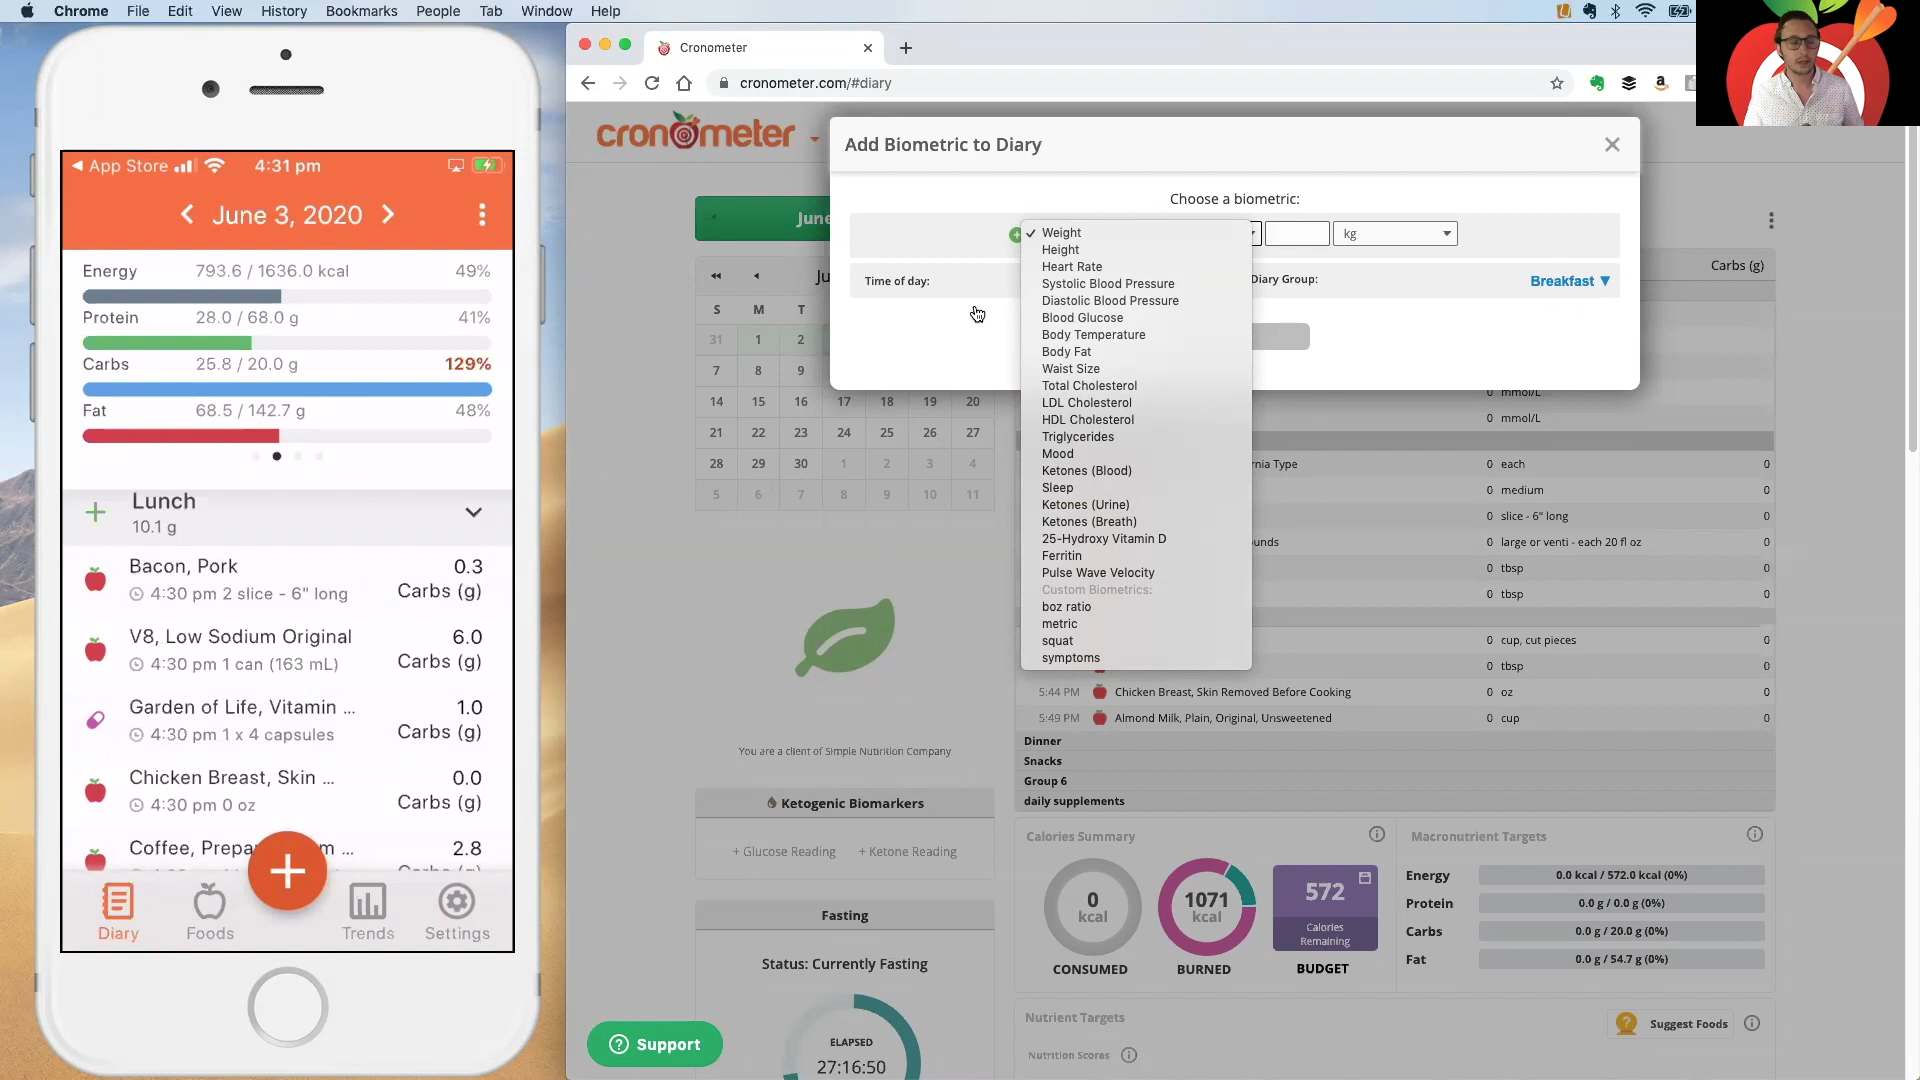 Chrome File Edit View History Bookmarks People Tab Window Help
Cronometer
cronometer.com/#diary
App Store 4:31 pm
June 3, 2020
Energy 793.6 / 1636.0 kcal 49%
Protein 28.0 / 68.0 g 41%
Carbs 25.8 / 20.0 g 129%
Fat 68.5 / 142.7 g 48%
Lunch
10.1 g
Bacon, Pork 0.3
4:30 pm 2 slice - 6" long Carbs (g)
V8, Low Sodium Original 6.0
4:30 pm 1 can (163 mL) Carbs (g)
Garden of Life, Vitamin ... 1.0
4:30 pm 1 x 4 capsules Carbs (g)
Chicken Breast, Skin ... 0.0
4:30 pm 0 oz Carbs (g)
Coffee, Prepa m ... 2.8
Diary Foods Trends Settings
cronometer
Add Biometric to Diary
Choose a biometric:
kg
Time of day:
Diary Group:
Breakfast ▼
Weight
Height
Heart Rate
Systolic Blood Pressure
Diastolic Blood Pressure
Blood Glucose
Body Temperature
Body Fat
Waist Size
Total Cholesterol
LDL Cholesterol
HDL Cholesterol
Triglycerides
Mood
Ketones (Blood)
Sleep
Ketones (Urine)
Ketones (Breath)
25-Hydroxy Vitamin D
Ferritin
Pulse Wave Velocity
Custom Biometrics:
boz ratio
metric
squat
symptoms
June
Ju
S M T
31 1 2
7 8 9
14 15 16 17 18 19 20
21 22 23 24 25 26 27
28 29 30 1 2 3 4
5 6 7 8 9 10 11
You are a client of Simple Nutrition Company
Ketogenic Biomarkers
+ Glucose Reading + Ketone Reading
Fasting
Status: Currently Fasting
ELAPSED
27:16:50
Support
Carbs (g)
mmol/L
mmol/L
rnia Type 0 each 0
0 medium 0
0 slice - 6" long 0
ounds 0 large or venti - each 20 fl oz 0
0 tbsp 0
0 tbsp 0
0 cup, cut pieces 0
0 tbsp 0
5:44 PM Chicken Breast, Skin Removed Before Cooking 0 oz 0
5:49 PM Almond Milk, Plain, Original, Unsweetened 0 cup 0
Dinner
Snacks
Group 6
daily supplements
Calories Summary
0
kcal
CONSUMED
1071
kcal
BURNED
572
Calories
Remaining
BUDGET
Macronutrient Targets
Energy 0.0 kcal / 572.0 kcal (0%)
Protein 0.0 g / 0.0 g (0%)
Carbs 0.0 g / 20.0 g (0%)
Fat 0.0 g / 54.7 g (0%)
Nutrient Targets
Suggest Foods
Nutrition Scores